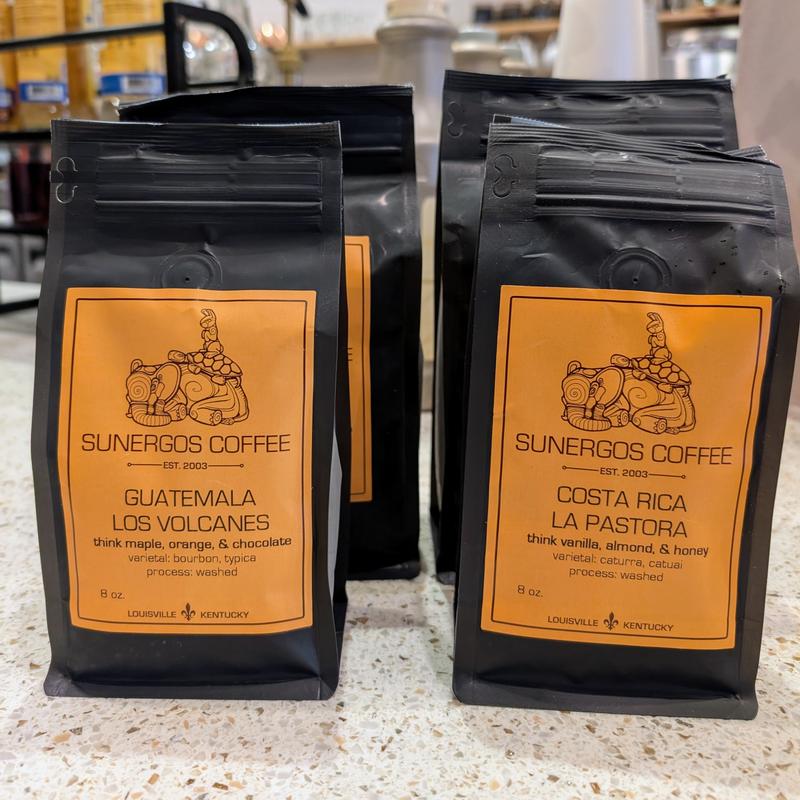 SUNERGOS COFFEE
EST. 2003
GUATEMALA
LOS VOLCANES
think maple, orange, & chocolate
varietal: bourbon, typica
process: washed
8 oz.
LOUISVILLE KENTUCKY
SUNERGOS COFFEE
EST. 2003
COSTA RICA
LA PASTORA
think vanilla, almond, & honey
varietal: caturra, catuai
process: washed
8 oz.
LOUISVILLE KENTUCKY